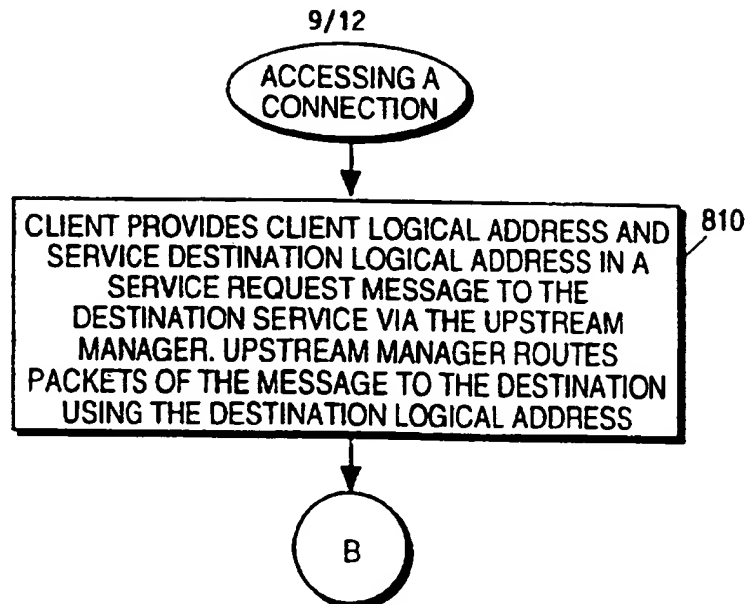 9/12
ACCESSING A
CONNECTION
CLIENT PROVIDES CLIENT LOGICAL ADDRESS AND
SERVICE DESTINATION LOGICAL ADDRESS IN A
SERVICE REQUEST MESSAGE TO THE
DESTINATION SERVICE VIA THE UPSTREAM
MANAGER. UPSTREAM MANAGER ROUTES
PACKETS OF THE MESSAGE TO THE DESTINATION
USING THE DESTINATION LOGICAL ADDRESS
810
B